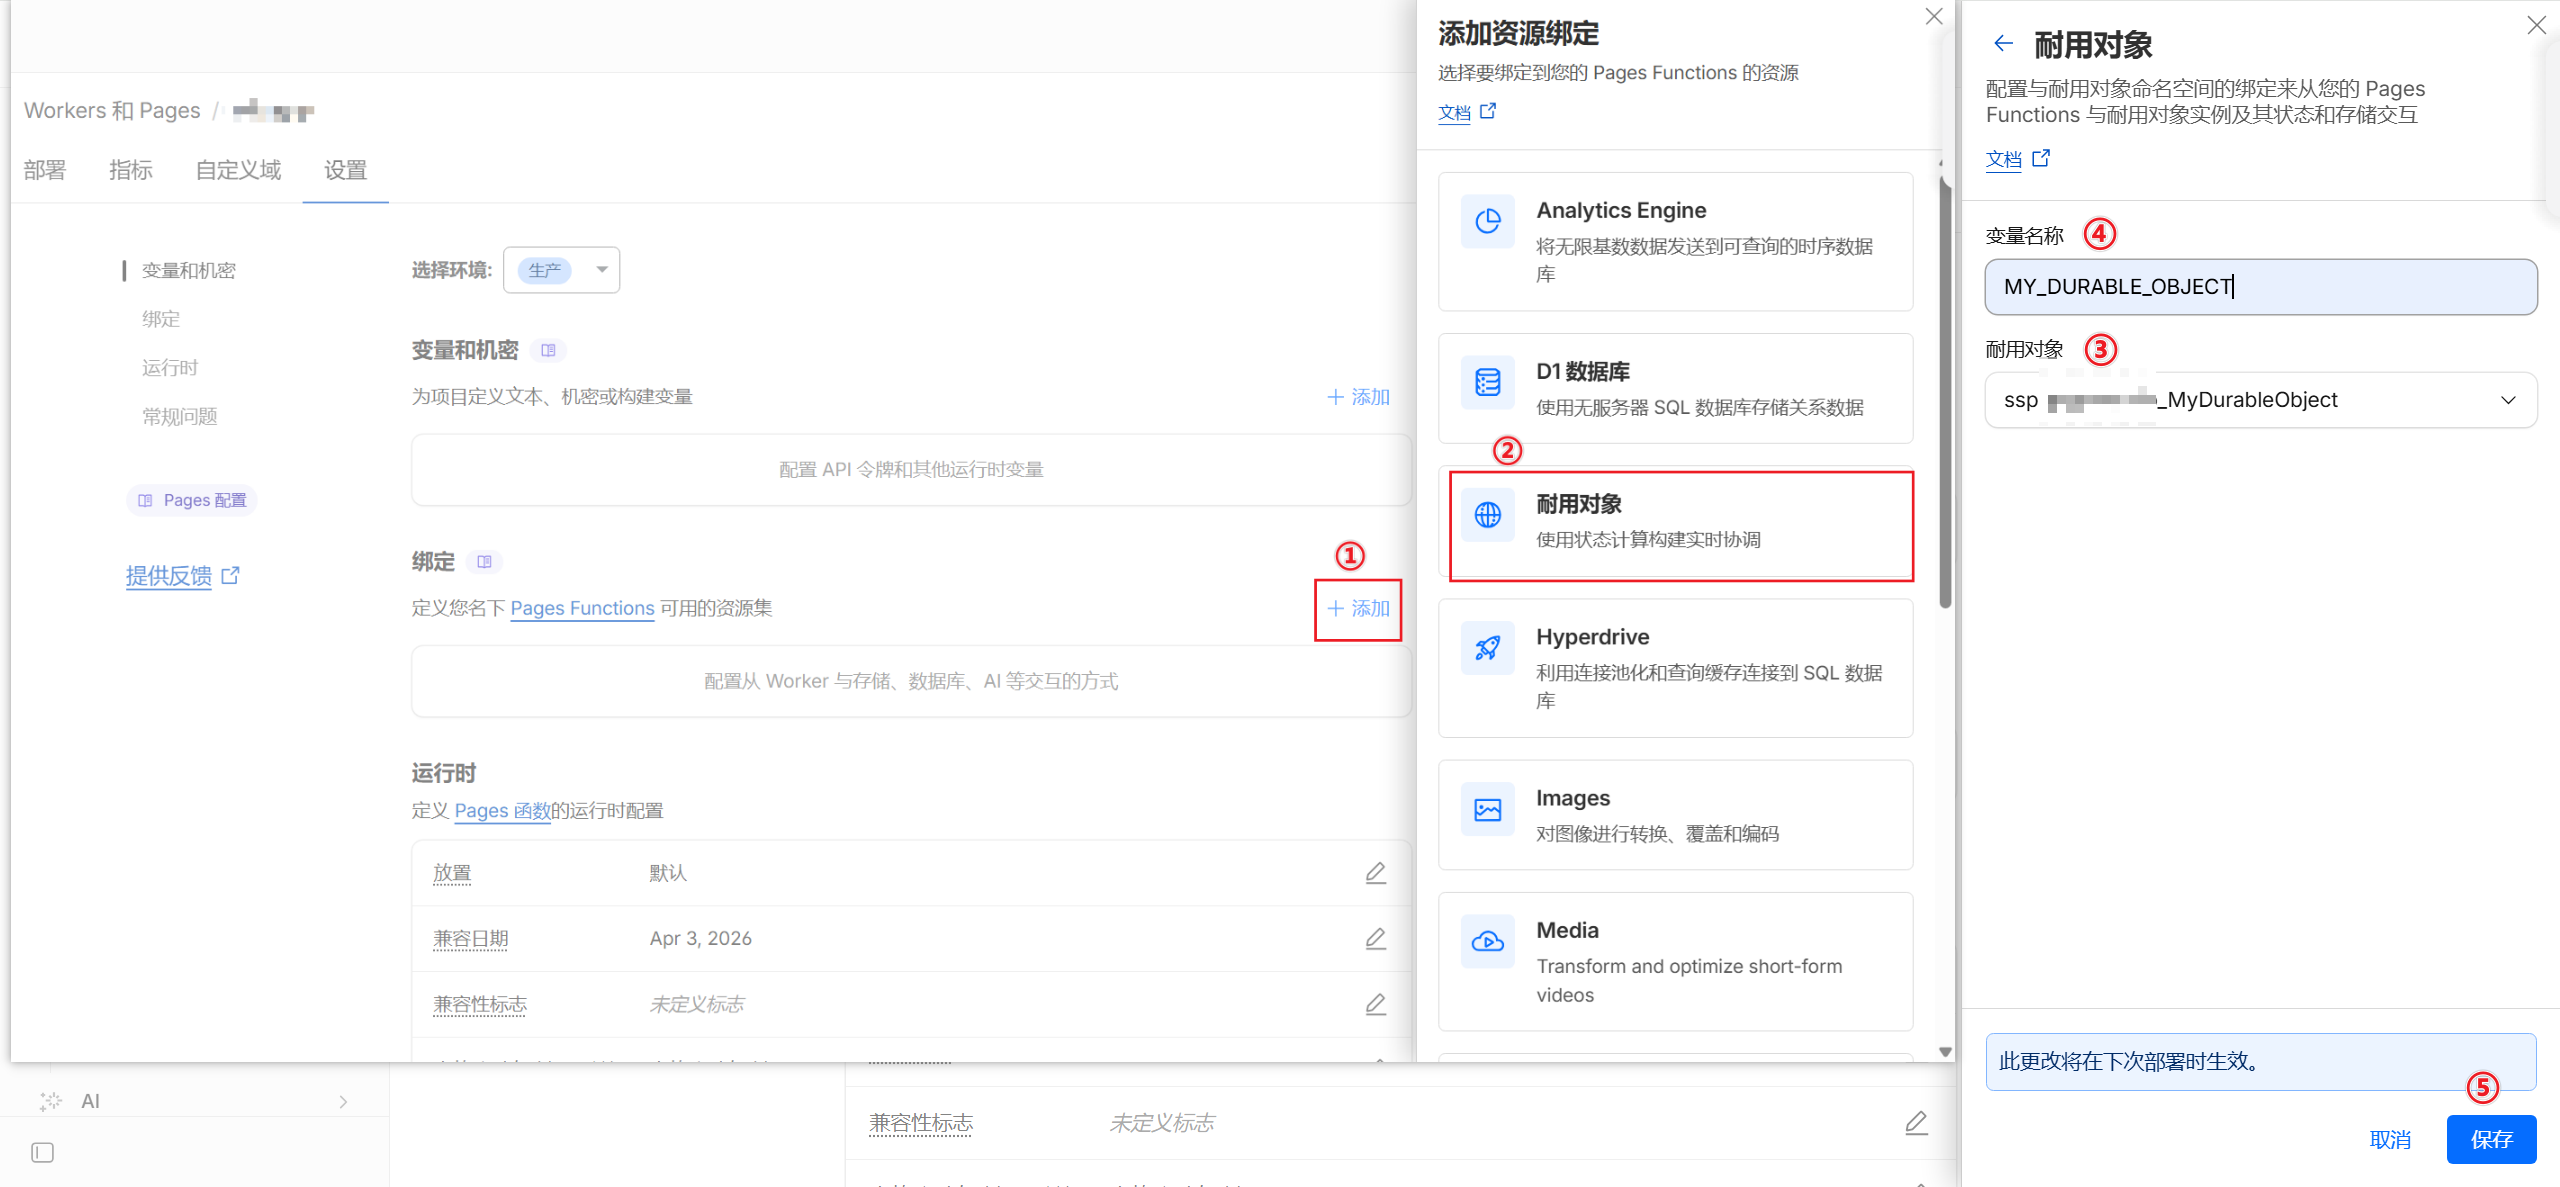 Workers 和 Pages /
部署 指标 自定义域 设置
变量和机密
绑定
运行时
常规问题
Pages 配置
提供反馈
选择环境: 生产
变量和机密
为项目定义文本、机密或构建变量
+ 添加
配置 API 令牌和其他运行时变量
绑定
①
定义您名下 Pages Functions 可用的资源集
+ 添加
配置从 Worker 与存储、数据库、AI 等交互的方式
运行时
定义 Pages 函数的运行时配置
放置 默认
兼容日期 Apr 3, 2026
兼容性标志 未定义标志
AI
兼容性标志 未定义标志
添加资源绑定
选择要绑定到您的 Pages Functions 的资源
文档
Analytics Engine
将无限基数数据发送到可查询的时序数据
库
D1 数据库
使用无服务器 SQL 数据库存储关系数据
②
耐用对象
使用状态计算构建实时协调
Hyperdrive
利用连接池化和查询缓存连接到 SQL 数据
库
Images
对图像进行转换、覆盖和编码
Media
Transform and optimize short-form
videos
耐用对象
配置与耐用对象命名空间的绑定来从您的 Pages
Functions 与耐用对象实例及其状态和存储交互
文档
变量名称 ④
MY_DURABLE_OBJECT
耐用对象 ③
ssp _MyDurableObject
此更改将在下次部署时生效。
⑤
取消 保存